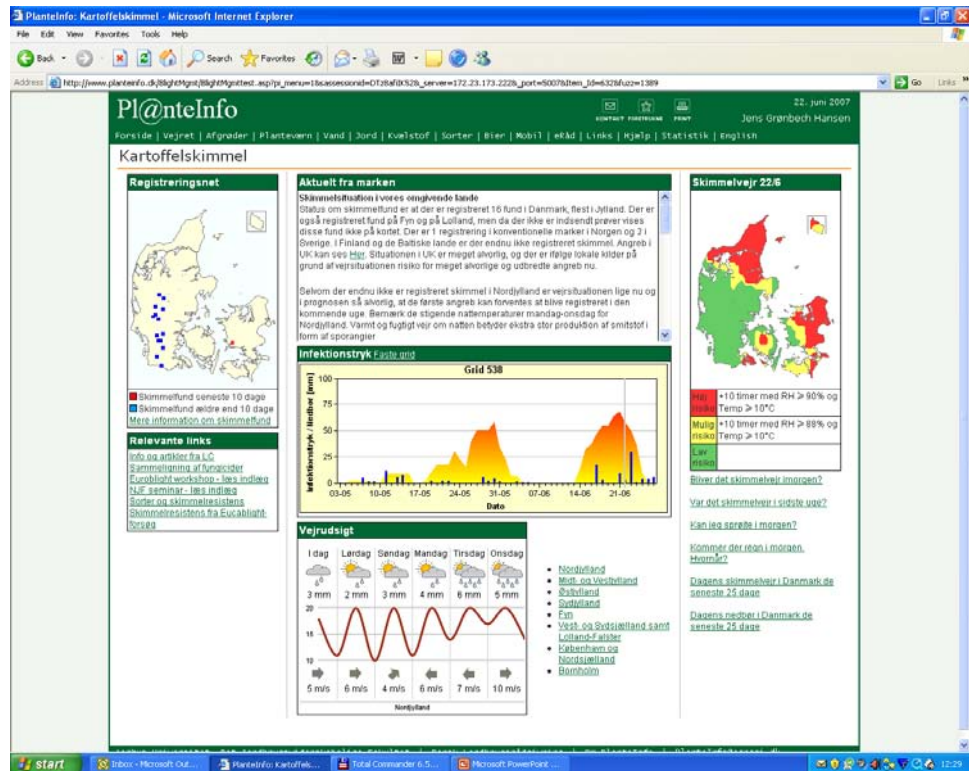 PlanteInfo: Kartoffelskimmel - Microsoft Internet Explorer
File Edit View Favorites Tools Help
Back Search Favorites
Address http://www.planteinfo.dk/ Go Links
Pl@nteInfo
KONTAKT PRINT
22. juni 2007
Jens Grønbech Hansen
Forside | Vejret | Afgrøder | Planteværn | Vand | Jord | Kvælstof | Sorter | Bier | Mobil | eRåd | Links | Hjælp | Statistik | English
Kartoffelskimmel
Registreringsnet
Skimmelfund seneste 10 dage
Skimmelfund ældre end 10 dage
Mere information om skimmelfund
Relevante links
Info og artikler fra LC
Sammeligning af fungicider
Euroblight workshop - læs indlæg
NJF seminar - læs indlæg
Sorter og skimmelresistens
Skimmelresistens fra Eucablight-
forsøg
Aktuelt fra marken
Skimmelsituation i vores omgivende lande
Status om skimmelfund er at der er registreret 16 fund i Danmark, flest i Jylland. Der er
også registreret fund på Fyn og på Lolland, men da der ikke er indsendt prøver vises
disse fund ikke på kortet. Der er 1 registrering i konventionelle marker i Norgen og 2 i
Sverige. I Finland og de Baltiske lande er der endnu ikke registreret skimmel. Angreb i
UK kan ses Her. Situationen i UK er meget alvorlig, og der er ifølge lokale kilder på
grund af vejrsituationen risiko for meget alvorlige og udbredte angreb nu.
Selvom der endnu ikke er registreret skimmel i Nordjylland er vejrsituationen lige nu og
i prognosen så alvorlig, at de første angreb kan forventes at blive registreret i den
kommende uge. Bemærk de stigende nattemperaturer mandag-onsdag for
Nordjylland. Varmt og fugtigt vejr om natten betyder ekstra stor produktion af smitstof i
form af sporangier
Infektionstryk Faste grid
Grid 538
Infektionstryk / Nedbør [mm]
100
75
50
25
0
03-05 10-05 17-05 24-05 31-05 07-06 14-06 21-06
Dato
Vejrudsigt
I dag Lørdag Søndag Mandag Tirsdag Onsdag
3 mm 2 mm 3 mm 4 mm 6 mm 5 mm
20
15
10
5 m/s 6 m/s 4 m/s 6 m/s 7 m/s 10 m/s
Nordjylland
Nordjylland
Midt- og Vestjylland
Østjylland
Sydjylland
Fyn
Vest- og Sydsjælland samt
Lolland-Falster
København og
Nordsjælland
Bornholm
Skimmelvejr 22/6
Høj risiko +10 timer med RH > 90% og
Temp > 10°C
Mulig risiko +10 timer med RH > 88% og
Temp > 10°C
Lav risiko
Bliver det skimmelvejr imorgen?
Var det skimmelvejr i sidste uge?
Kan jeg sprøjte i morgen?
Kommer der regn i morgen.
Hvornår?
Dagens skimmelvejr i Danmark de
seneste 25 dage
Dagens nedbør i Danmark de
seneste 25 dage
start Inbox - Microsoft Out... PlanteInfo: Kartoffels... Total Commander 6.5... Microsoft PowerPoint ... 12:29